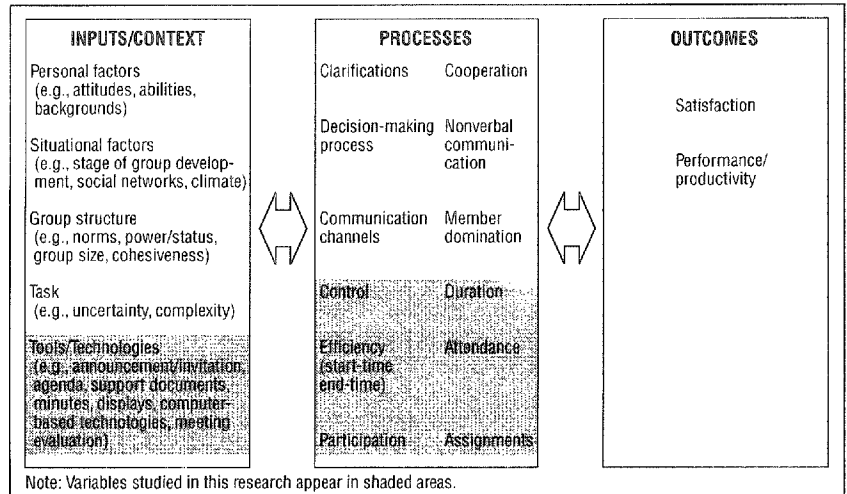 INPUTS/CONTEXT
Personal factors
(e.g., attitudes, abilities,
backgrounds)
Situational factors
(e.g., stage of group develop-
ment, social networks, climate)
Group structure
(e.g., norms, power/status,
group size, cohesiveness)
Task
(e.g., uncertainty, complexity)
Tools/Technologies
(e.g., announcement/invitation,
agenda, support documents,
minutes, displays, computer-
based technologies, meeting
evaluation)
PROCESSES
Clarifications Cooperation
Decision-making Nonverbal
process communi-
cation
Communication Member
channels domination
Control Duration
Efficiency Attendance
(start-time
end-time)
Participation Assignments
OUTCOMES
Satisfaction
Performance/
productivity
Note: Variables studied in this research appear in shaded areas.